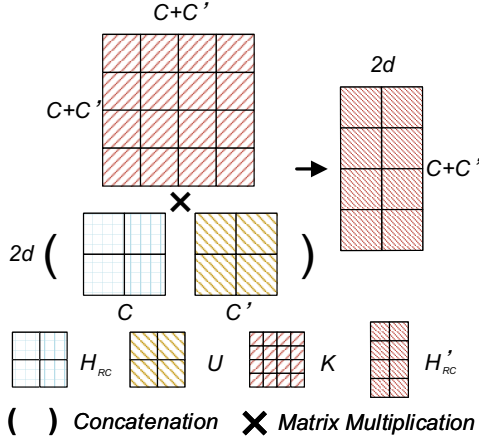 C+C'
2d
C+C'
C+C'
×
2d ( )
C C'
H_RC U K H'_RC
( ) Concatenation × Matrix Multiplication